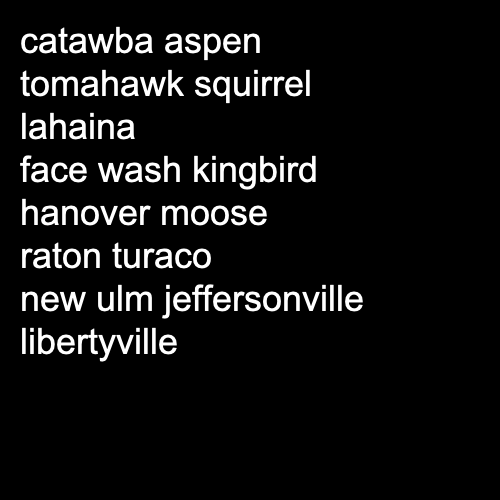 catawba aspen
tomahawk squirrel
lahaina
face wash kingbird
hanover moose
raton turaco
new ulm jeffersonville
libertyville